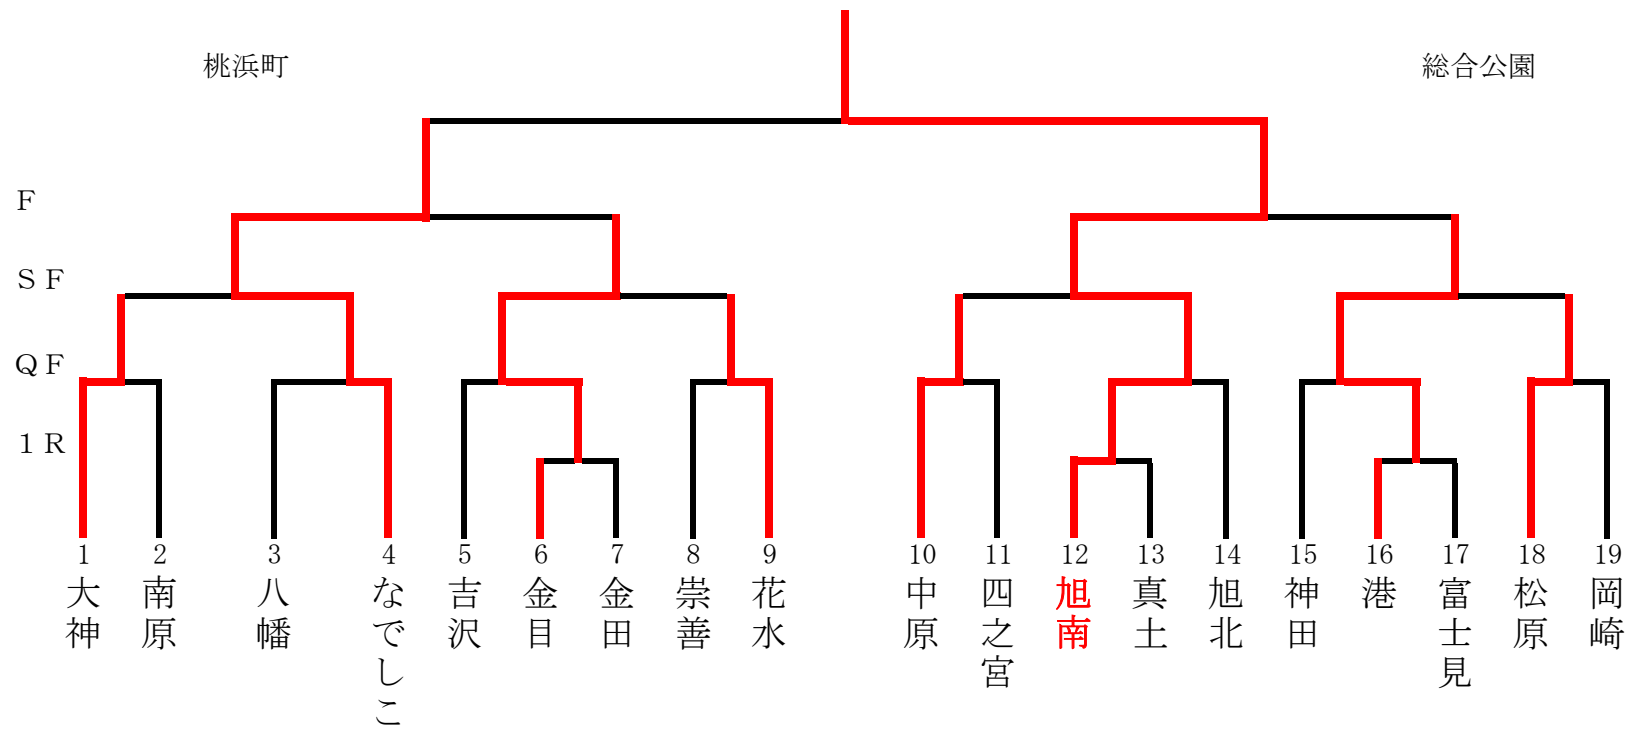 桃浜町
総合公園
Ｆ
ＳＦ
ＱＦ
１Ｒ
1 2 3 4 5 6 7 8 9 10 11 12 13 14 15 16 17 18 19
大神
南原
八幡
なでしこ
吉沢
金目
金田
崇善
花水
中原
四之宮
旭南
真土
旭北
神田
港
富士見
松原
岡崎